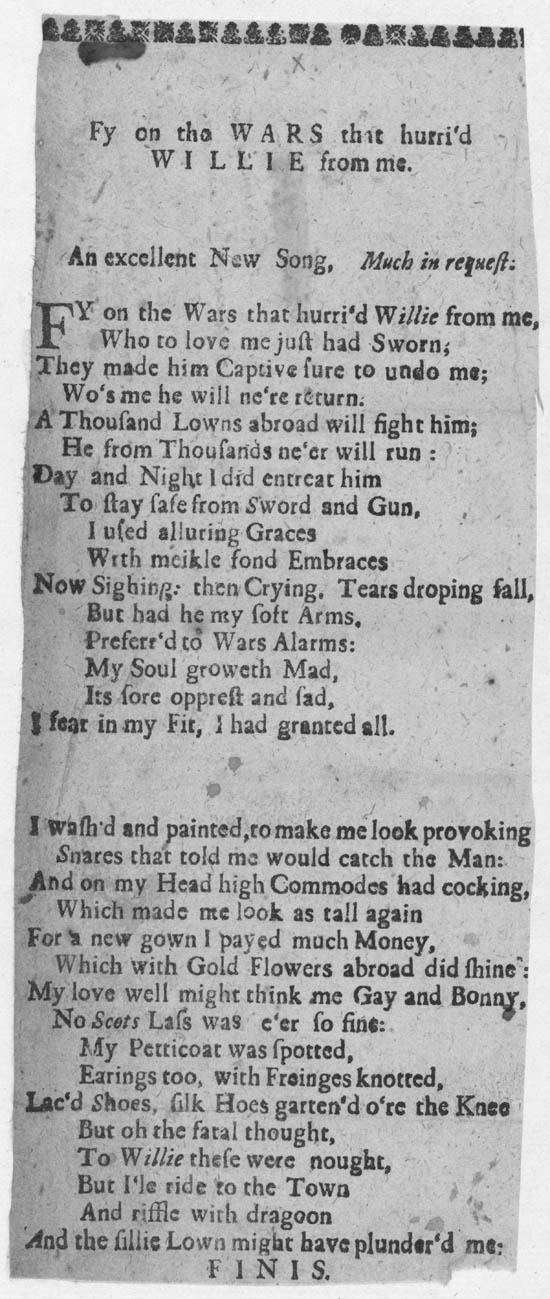 Fy on the WARS that hurri'd
WILLIE from me.
An excellent New Song, Much in requeſt:
FY on the Wars that hurri'd Willie from me,
Who to love me juſt had Sworn;
They made him Captive ſure to undo me;
Wo's me he will ne're return.
A Thouſand Lowns abroad will fight him;
He from Thouſands ne'er will run :
Day and Night I did entreat him
To ſtay ſafe from Sword and Gun,
I uſed alluring Graces
Wrth meikle fond Embraces
Now Sighing: then Crying. Tears droping fall,
But had he my ſoft Arms,
Preferr'd to Wars Alarms:
My Soul groweth Mad,
Its ſore oppreſt and ſad,
I fear in my Fit, I had granted all.
I waſh'd and painted, to make me look provoking
Snares that told me would catch the Man:
And on my Head high Commodes had cocking,
Which made me look as tall again
For a new gown I payed much Money,
Which with Gold Flowers abroad did ſhine:
My love well might think me Gay and Bonny,
No Scots Laſs was e'er ſo fine:
My Petticoat was ſpotted,
Earings too, with Freinges knotted,
Lac'd Shoes, ſilk Hoes garten'd o're the Knee
But oh the fatal thought,
To Willie theſe were nought,
But I'le ride to the Town
And riffle with dragoon
And the ſillie Lown might have plunder'd me:
FINIS.